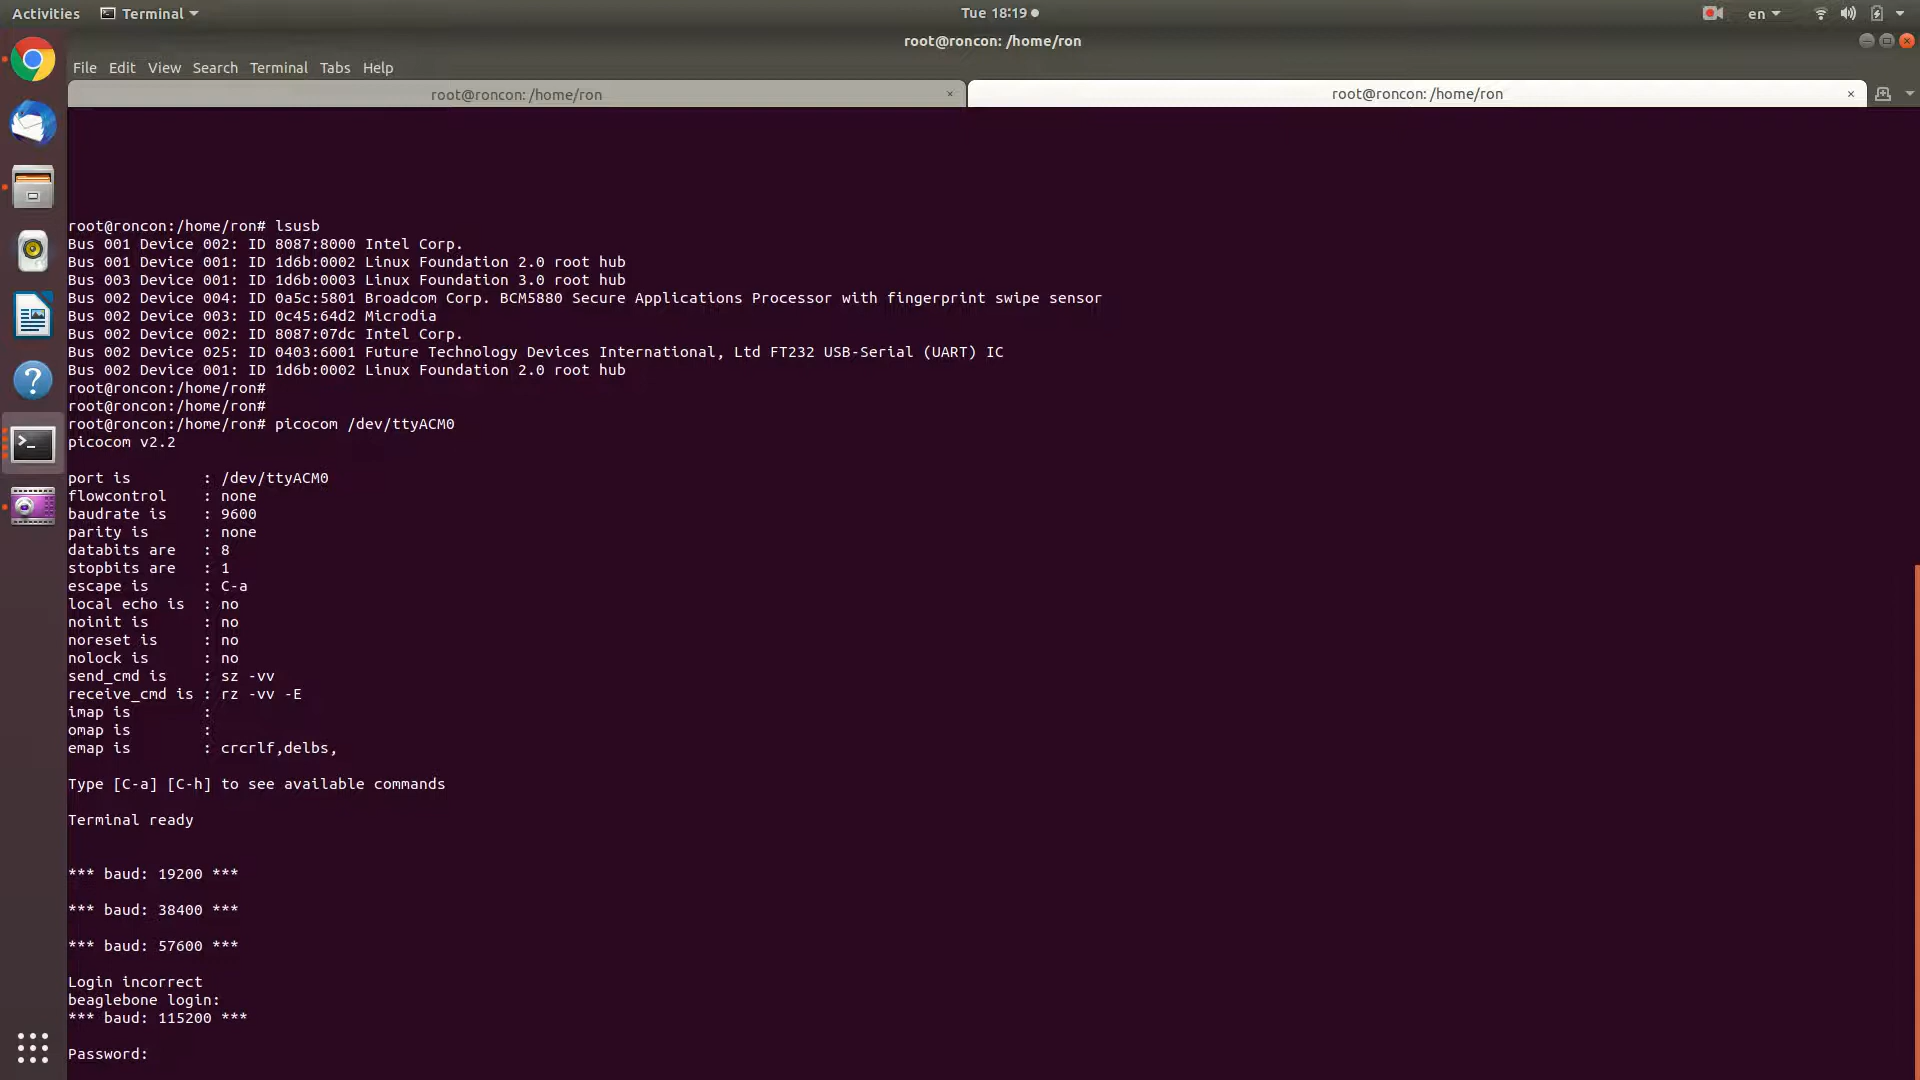 Activities Terminal Tue 18:19 en
root@roncon: /home/ron
File Edit View Search Terminal Tabs Help
root@roncon: /home/ron × root@roncon: /home/ron ×
root@roncon:/home/ron# lsusb
Bus 001 Device 002: ID 8087:8000 Intel Corp.
Bus 001 Device 001: ID 1d6b:0002 Linux Foundation 2.0 root hub
Bus 003 Device 001: ID 1d6b:0003 Linux Foundation 3.0 root hub
Bus 002 Device 004: ID 0a5c:5801 Broadcom Corp. BCM5880 Secure Applications Processor with fingerprint swipe sensor
Bus 002 Device 003: ID 0c45:64d2 Microdia
Bus 002 Device 002: ID 8087:07dc Intel Corp.
Bus 002 Device 025: ID 0403:6001 Future Technology Devices International, Ltd FT232 USB-Serial (UART) IC
Bus 002 Device 001: ID 1d6b:0002 Linux Foundation 2.0 root hub
root@roncon:/home/ron#
root@roncon:/home/ron#
root@roncon:/home/ron# picocom /dev/ttyACM0
picocom v2.2
port is : /dev/ttyACM0
flowcontrol : none
baudrate is : 9600
parity is : none
databits are : 8
stopbits are : 1
escape is : C-a
local echo is : no
noinit is : no
noreset is : no
nolock is : no
send_cmd is : sz -vv
receive_cmd is : rz -vv -E
imap is :
omap is :
emap is : crcrlf,delbs,
Type [C-a] [C-h] to see available commands
Terminal ready
*** baud: 19200 ***
*** baud: 38400 ***
*** baud: 57600 ***
Login incorrect
beaglebone login:
*** baud: 115200 ***
Password: